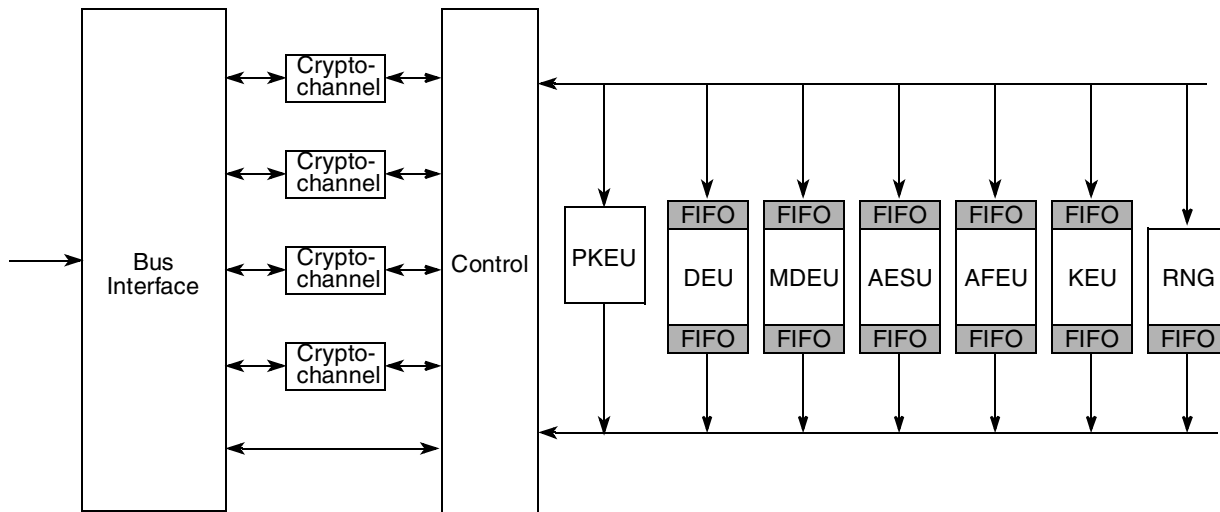 Crypto-
channel
Crypto-
channel
Crypto-
channel
Crypto-
channel
Bus
Interface
Control
PKEU
FIFO
DEU
FIFO
FIFO
MDEU
FIFO
FIFO
AESU
FIFO
FIFO
AFEU
FIFO
FIFO
KEU
FIFO
RNG
FIFO